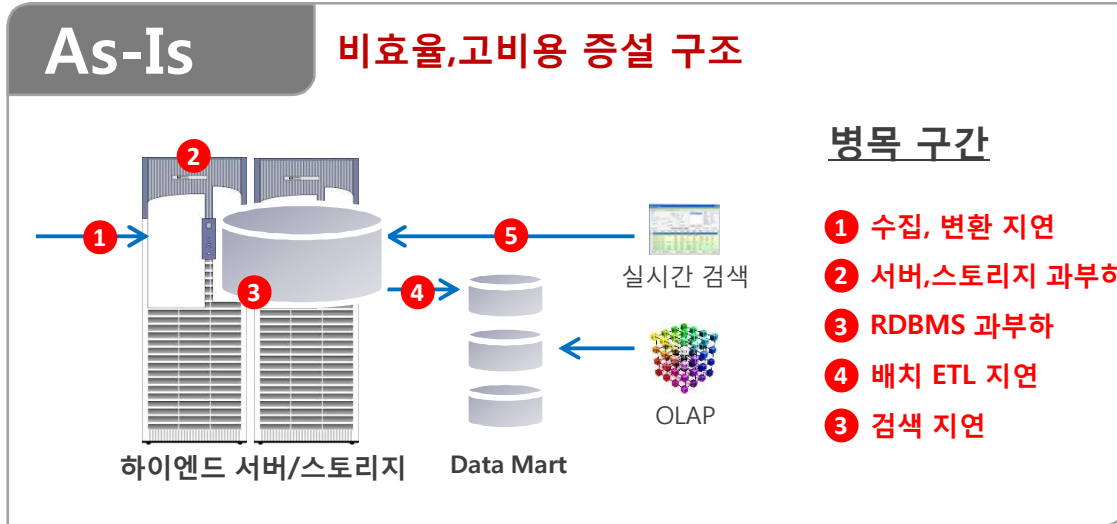 As-Is
비효율,고비용 증설 구조
병목 구간
2
1
5
3
4
실시간 검색
OLAP
하이엔드 서버/스토리지
Data Mart
1 수집, 변환 지연
2 서버,스토리지 과부하
3 RDBMS 과부하
4 배치 ETL 지연
3 검색 지연